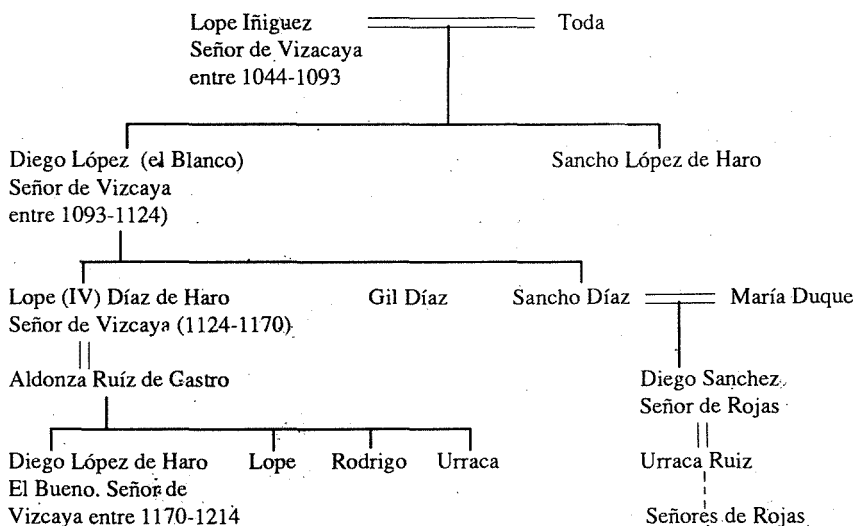 Lope Iñiguez
Señor de Vizacaya
entre 1044-1093
Toda
Diego López (el Blanco)
Señor de Vizcaya
entre 1093-1124)
Sancho López de Haro
Lope (IV) Díaz de Haro
Señor de Vizcaya (1124-1170)
Gil Díaz
Sancho Díaz
María Duque
Aldonza Ruíz de Gastro
Diego Sanchez
Señor de Rojas
Diego López de Haro
El Bueno. Señor de
Vizcaya entre 1170-1214
Lope
Rodrigo
Urraca
Urraca Ruiz
Señores de Rojas